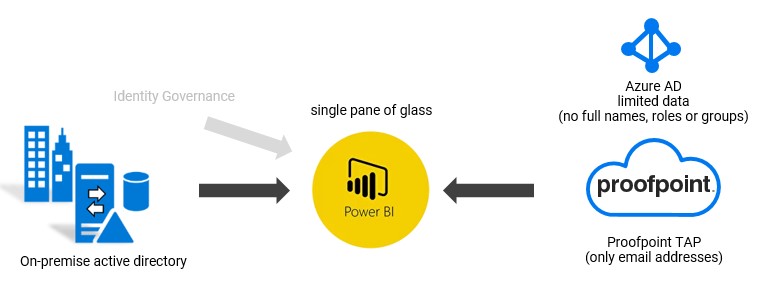 Identity Governance
single pane of glass
Azure AD
limited data
(no full names, roles or groups)
proofpoint.
Power BI
Proofpoint TAP
(only email addresses)
On-premise active directory